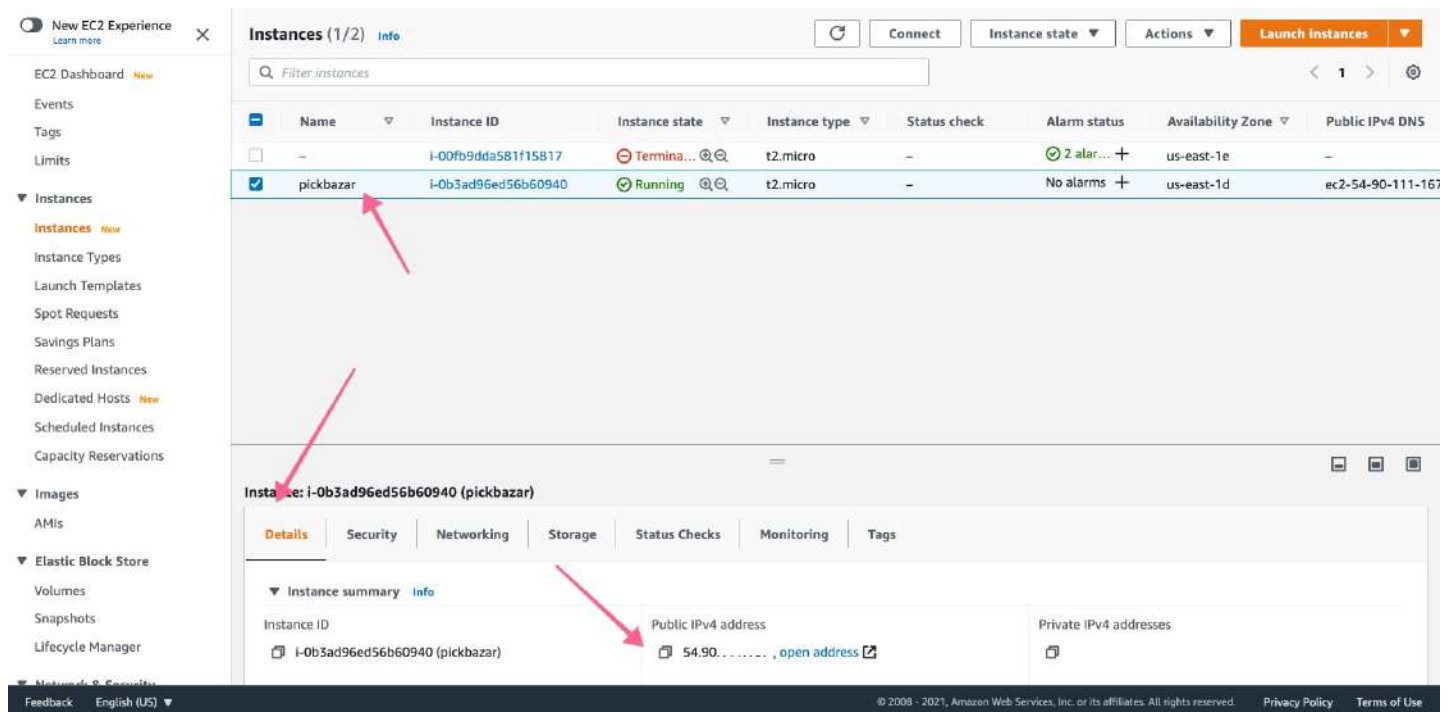 New EC2 Experience
Learn more
EC2 Dashboard New
Events
Tags
Limits
Instances
Instances New
Instance Types
Launch Templates
Spot Requests
Savings Plans
Reserved Instances
Dedicated Hosts New
Scheduled Instances
Capacity Reservations
Images
AMIs
Elastic Block Store
Volumes
Snapshots
Lifecycle Manager
Network & Security
Instances (1/2) Info
Connect Instance state Actions Launch instances
Filter instances
1
Name Instance ID Instance state Instance type Status check Alarm status Availability Zone Public IPv4 DNS
– i-00fb9dda581f15817 Termina... t2.micro – 2 alar... + us-east-1e –
pickbazar i-0b3ad96ed56b60940 Running t2.micro – No alarms + us-east-1d ec2-54-90-111-167
Instance: i-0b3ad96ed56b60940 (pickbazar)
Details Security Networking Storage Status Checks Monitoring Tags
Instance summary Info
Instance ID Public IPv4 address Private IPv4 addresses
i-0b3ad96ed56b60940 (pickbazar) 54.90. , open address
Feedback English (US) © 2008 - 2021, Amazon Web Services, Inc. or its affiliates. All rights reserved. Privacy Policy Terms of Use